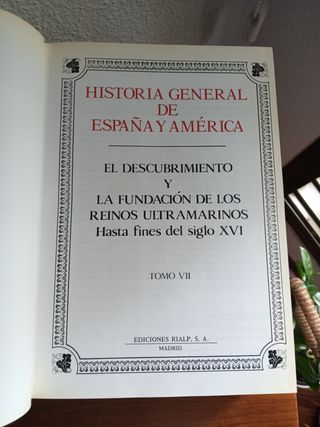 HISTORIA GENERAL
DE
ESPAÑA Y AMÉRICA
EL DESCUBRIMIENTO
Y
LA FUNDACIÓN DE LOS
REINOS ULTRAMARINOS
Hasta fines del siglo XVI
TOMO VII
EDICIONES RIALP, S. A.
MADRID